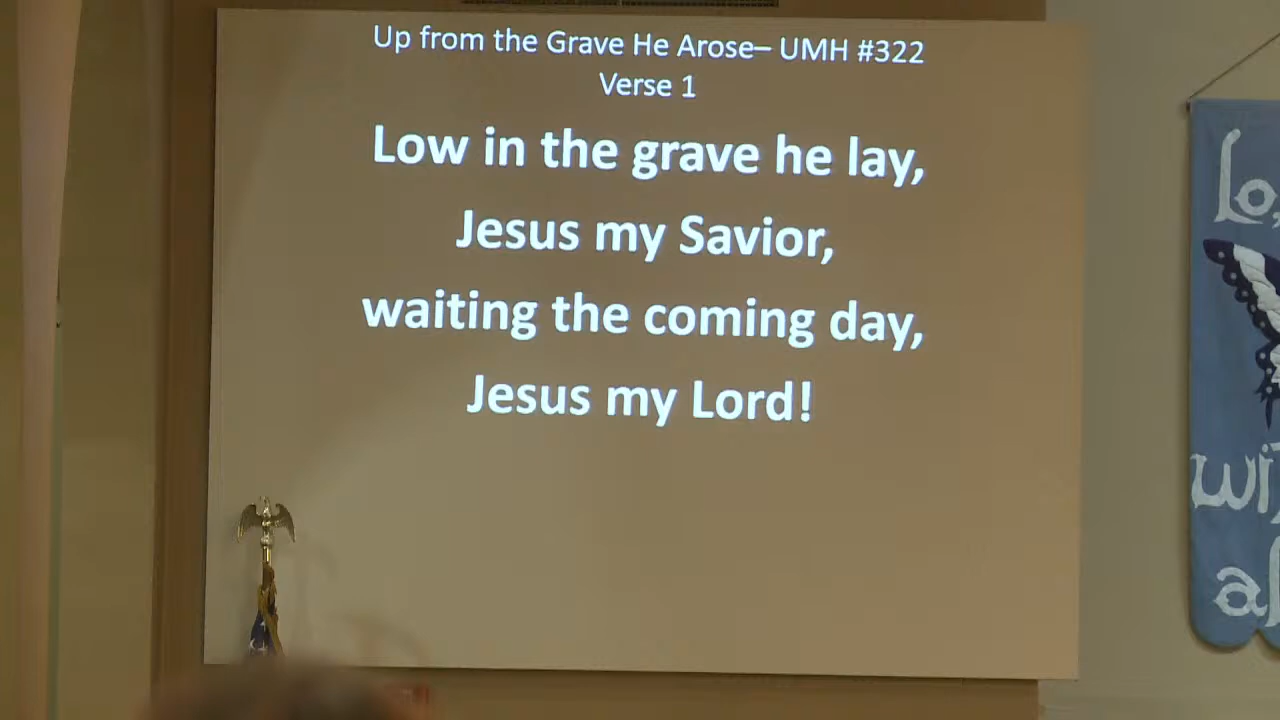 Up from the Grave He Arose– UMH #322
Verse 1
Low in the grave he lay,
Jesus my Savior,
waiting the coming day,
Jesus my Lord!